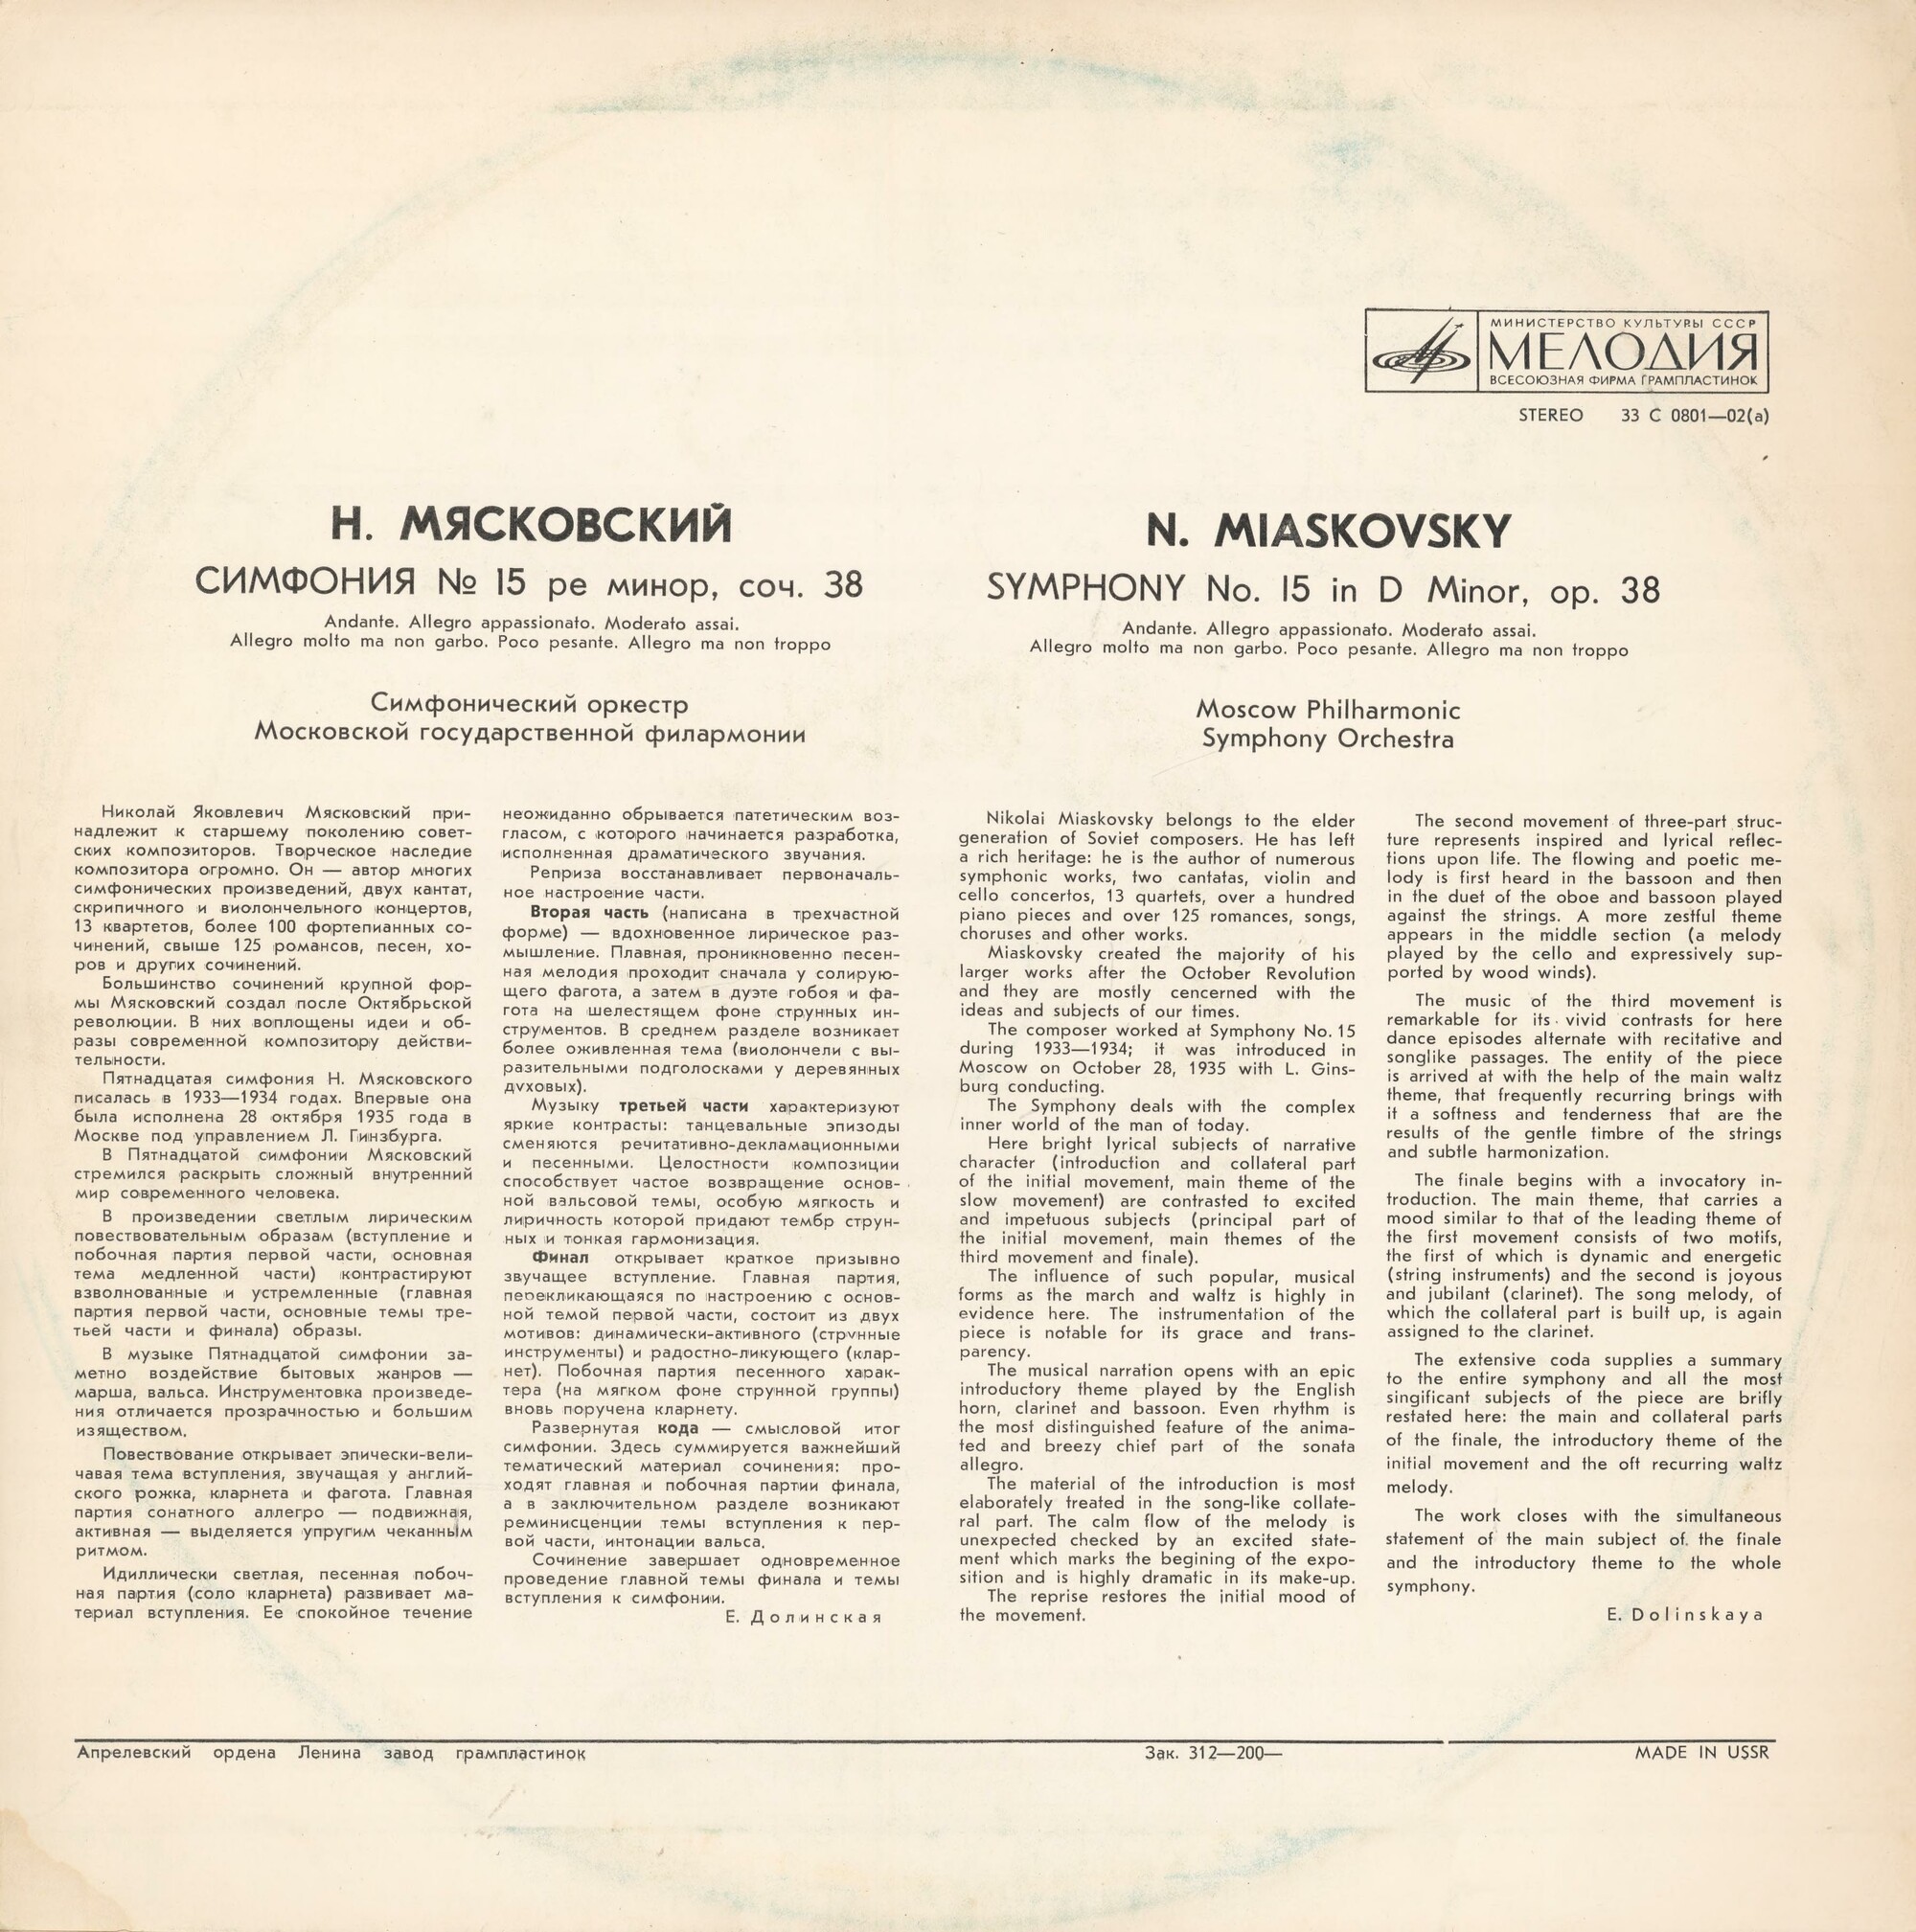 МИНИСТЕРСТВО КУЛЬТУРЫ СССР
МЕЛОДИЯ
ВСЕСОЮЗНАЯ ФИРМА ГРАМПЛАСТИНОК
STEREO 33 С 0801—02(а)
Н. МЯСКОВСКИЙ
СИМФОНИЯ № 15 ре минор, соч. 38
Andante. Allegro appassionato. Moderato assai.
Allegro molto ma non garbo. Poco pesante. Allegro ma non troppo
Симфонический оркестр
Московской государственной филармонии
Николай Яковлевич Мясковский при-
надлежит к старшему поколению совет-
ских композиторов. Творческое наследие
композитора огромно. Он — автор многих
симфонических произведений, двух кантат,
скрипичного и виолончельного концертов,
13 квартетов, более 100 фортепианных со-
чинений, свыше 125 романсов, песен, хо-
ров и других сочинений.
Большинство сочинений крупной фор-
мы Мясковский создал после Октябрьской
революции. В них воплощены идеи и об-
разы современной композитору действи-
тельности.
Пятнадцатая симфония Н. Мясковского
писалась в 1933—1934 годах. Впервые она
была исполнена 28 октября 1935 года в
Москве под управлением Л. Гинзбурга.
В Пятнадцатой симфонии Мясковский
стремился раскрыть сложный внутренний
мир современного человека.
В произведении светлым лирическим
повествовательным образам (вступление и
побочная партия первой части, основная
тема медленной части) контрастируют
взволнованные и устремленные (главная
партия первой части, основные темы тре-
тьей части и финала) образы.
В музыке Пятнадцатой симфонии за-
метно воздействие бытовых жанров —
марша, вальса. Инструментовка произведе-
ния отличается прозрачностью и большим
изяществом.
Повествование открывает эпически-вели-
чавая тема вступления, звучащая у англий-
ского рожка, кларнета и фагота. Главная
партия сонатного аллегро — подвижная,
активная — выделяется упругим чеканным
ритмом.
Идиллически светлая, песенная побоч-
ная партия (соло кларнета) развивает ма-
териал вступления. Ее спокойное течение
неожиданно обрывается патетическим воз-
гласом, с которого начинается разработка,
исполненная драматического звучания.
Реприза восстанавливает первоначаль-
ное настроение части.
Вторая часть (написана в трехчастной
форме) — вдохновенное лирическое раз-
мышление. Плавная, проникновенно песен-
ная мелодия проходит сначала у солирую-
щего фагота, а затем в дуэте гобоя и фа-
гота на шелестящем фоне струнных ин-
струментов. В среднем разделе возникает
более оживленная тема (виолончели с вы-
разительными подголосками у деревянных
духовых).
Музыку третьей части характеризуют
яркие контрасты: танцевальные эпизоды
сменяются речитативно-декламационными
и песенными. Целостности композиции
способствует частое возвращение основ-
ной вальсовой темы, особую мягкость и
лиричность которой придают тембр струн-
ных и тонкая гармонизация.
Финал открывает краткое призывно
звучащее вступление. Главная партия,
перекликающаяся по настроению с основ-
ной темой первой части, состоит из двух
мотивов: динамически-активного (струнные
инструменты) и радостно-ликующего (клар-
нет). Побочная партия песенного харак-
тера (на мягком фоне струнной группы)
вновь поручена кларнету.
Развернутая кода — смысловой итог
симфонии. Здесь суммируется важнейший
тематический материал сочинения: про-
ходят главная и побочная партии финала,
а в заключительном разделе возникают
реминисценции темы вступления к пер-
вой части, интонации вальса.
Сочинение завершает одновременное
проведение главной темы финала и темы
вступления к симфонии.
Е. Долинская
N. MIASKOVSKY
SYMPHONY No. 15 in D Minor, op. 38
Andante. Allegro appassionato. Moderato assai.
Allegro molto ma non garbo. Poco pesante. Allegro ma non troppo
Moscow Philharmonic
Symphony Orchestra
Nikolai Miaskovsky belongs to the elder
generation of Soviet composers. He has left
a rich heritage: he is the author of numerous
symphonic works, two cantatas, violin and
cello concertos, 13 quartets, over a hundred
piano pieces and over 125 romances, songs,
choruses and other works.
Miaskovsky created the majority of his
larger works after the October Revolution
and they are mostly cencerned with the
ideas and subjects of our times.
The composer worked at Symphony No. 15
during 1933—1934; it was introduced in
Moscow on October 28, 1935 with L. Gins-
burg conducting.
The Symphony deals with the complex
inner world of the man of today.
Here bright lyrical subjects of narrative
character (introduction and collateral part
of the initial movement, main theme of the
slow movement) are contrasted to excited
and impetuous subjects (principal part of
the initial movement, main themes of the
third movement and finale).
The influence of such popular, musical
forms as the march and waltz is highly in
evidence here. The instrumentation of the
piece is notable for its grace and trans-
parency.
The musical narration opens with an epic
introductory theme played by the English
horn, clarinet and bassoon. Even rhythm is
the most distinguished feature of the anima-
ted and breezy chief part of the sonata
allegro.
The material of the introduction is most
elaborately treated in the song-like collate-
ral part. The calm flow of the melody is
unexpected checked by an excited state-
ment which marks the begining of the expo-
sition and is highly dramatic in its make-up.
The reprise restores the initial mood of
the movement.
The second movement of three-part struc-
ture represents inspired and lyrical reflec-
tions upon life. The flowing and poetic me-
lody is first heard in the bassoon and then
in the duet of the oboe and bassoon played
against the strings. A more zestful theme
appears in the middle section (a melody
played by the cello and expressively sup-
ported by wood winds).
The music of the third movement is
remarkable for its vivid contrasts for here
dance episodes alternate with recitative and
songlike passages. The entity of the piece
is arrived at with the help of the main waltz
theme, that frequently recurring brings with
it a softness and tenderness that are the
results of the gentle timbre of the strings
and subtle harmonization.
The finale begins with a invocatory in-
troduction. The main theme, that carries a
mood similar to that of the leading theme of
the first movement consists of two motifs,
the first of which is dynamic and energetic
(string instruments) and the second is joyous
and jubilant (clarinet). The song melody, of
which the collateral part is built up, is again
assigned to the clarinet.
The extensive coda supplies a summary
to the entire symphony and all the most
singificant subjects of the piece are brifly
restated here: the main and collateral parts
of the finale, the introductory theme of the
initial movement and the oft recurring waltz
melody.
The work closes with the simultaneous
statement of the main subject of the finale
and the introductory theme to the whole
symphony.
E. Dolinskaya
Апрелевский ордена Ленина завод грампластинок
Зак. 312—200—
MADE IN USSR